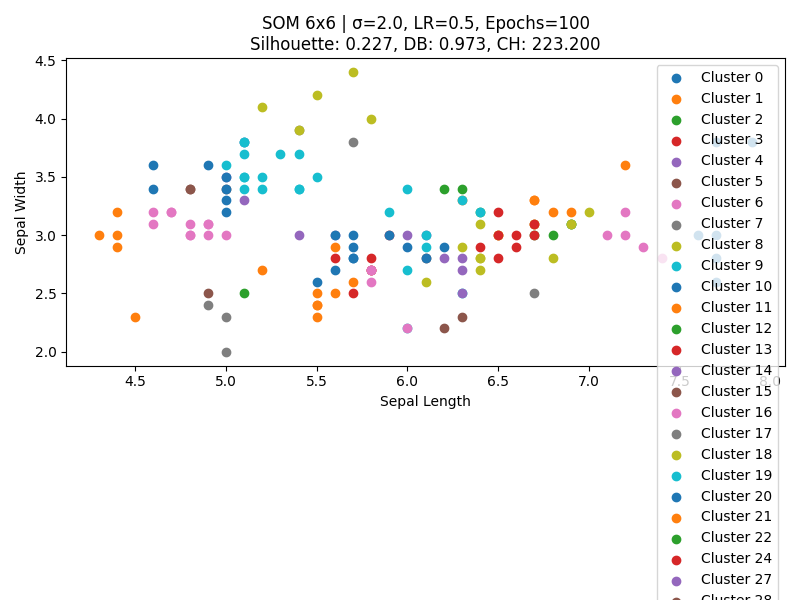 SOM 6x6 | σ=2.0, LR=0.5, Epochs=100
Silhouette: 0.227, DB: 0.973, CH: 223.200
4.5
4.0
3.5
3.0
2.5
2.0
Sepal Width
4.5 5.0 5.5 6.0 6.5 7.0 7.5 8.0
Sepal Length
Cluster 0
Cluster 1
Cluster 2
Cluster 3
Cluster 4
Cluster 5
Cluster 6
Cluster 7
Cluster 8
Cluster 9
Cluster 10
Cluster 11
Cluster 12
Cluster 13
Cluster 14
Cluster 15
Cluster 16
Cluster 17
Cluster 18
Cluster 19
Cluster 20
Cluster 21
Cluster 22
Cluster 24
Cluster 27
Cluster 28